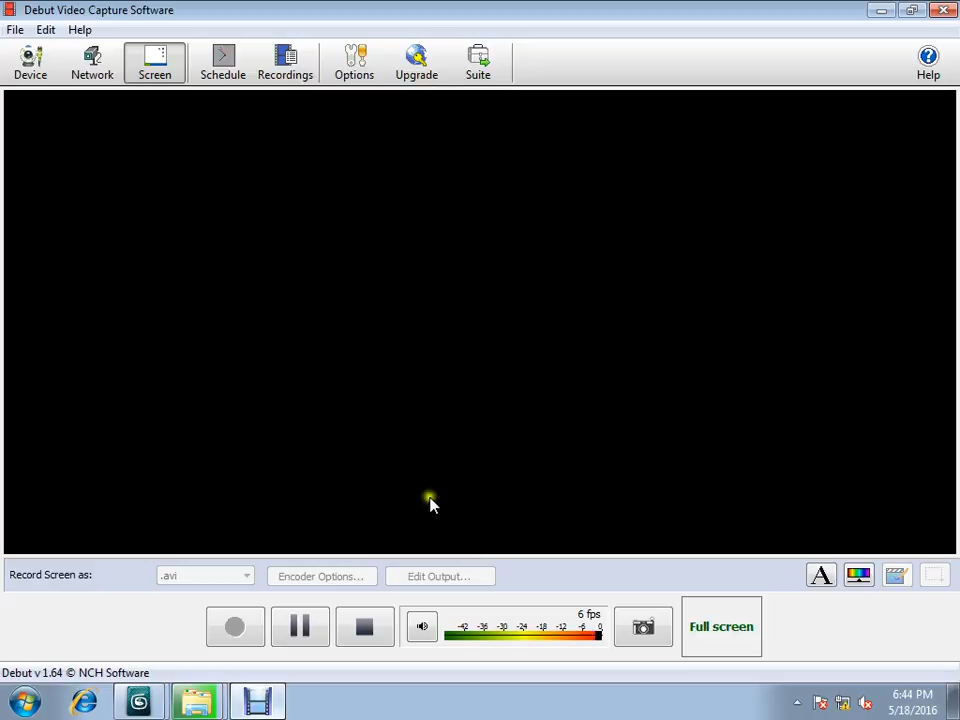 Debut Video Capture Software
File Edit Help
Device Network Screen Schedule Recordings Options Upgrade Suite Help
Record Screen as: .avi Encoder Options... Edit Output... A
6 fps
-42 -36 -30 -24 -18 -12 -6 0
Full screen
Debut v 1.64 © NCH Software
6:44 PM
5/18/2016